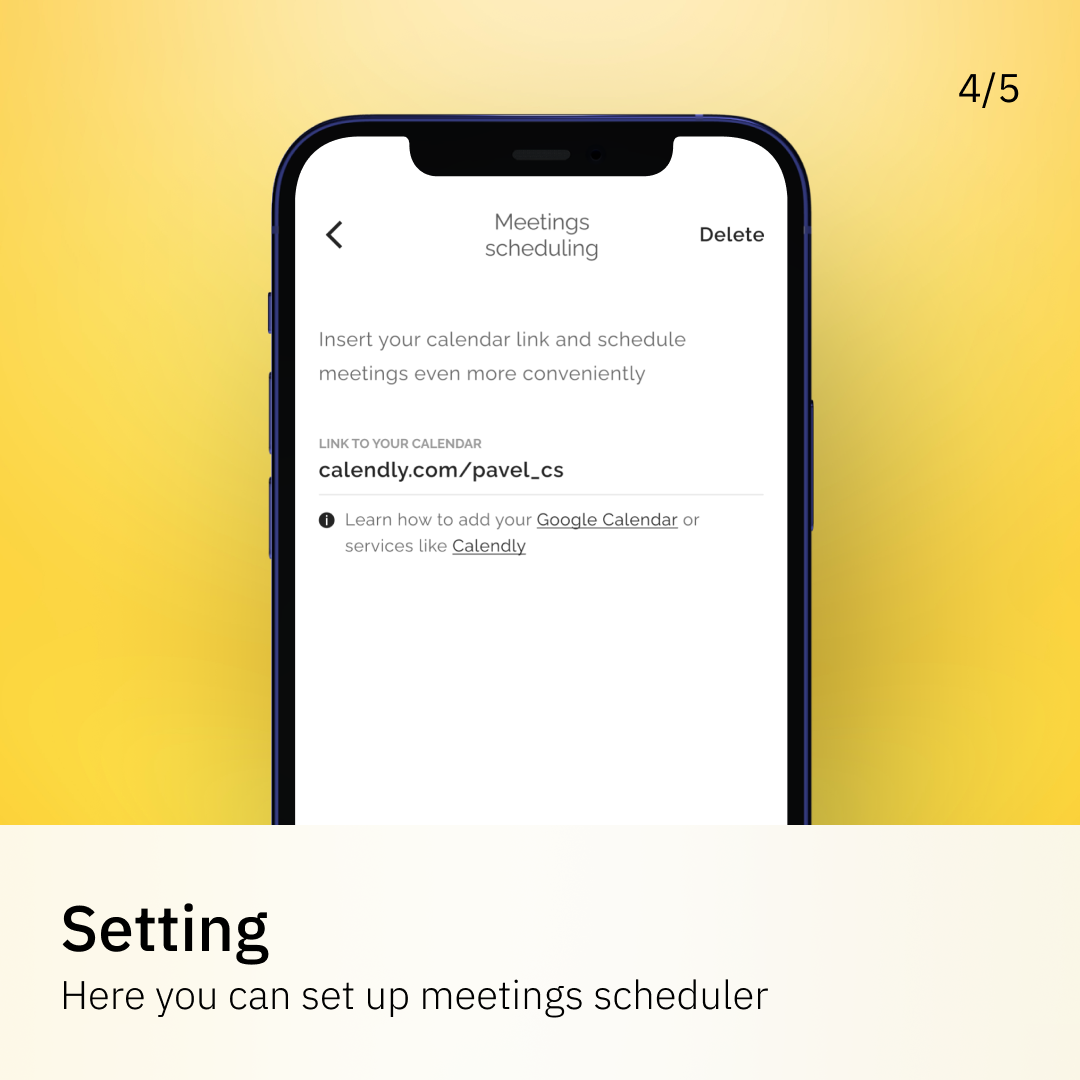 4/5
Meetings
scheduling
Delete
Insert your calendar link and schedule
meetings even more conveniently
LINK TO YOUR CALENDAR
calendly.com/pavel_cs
Learn how to add your Google Calendar or
services like Calendly
Setting
Here you can set up meetings scheduler